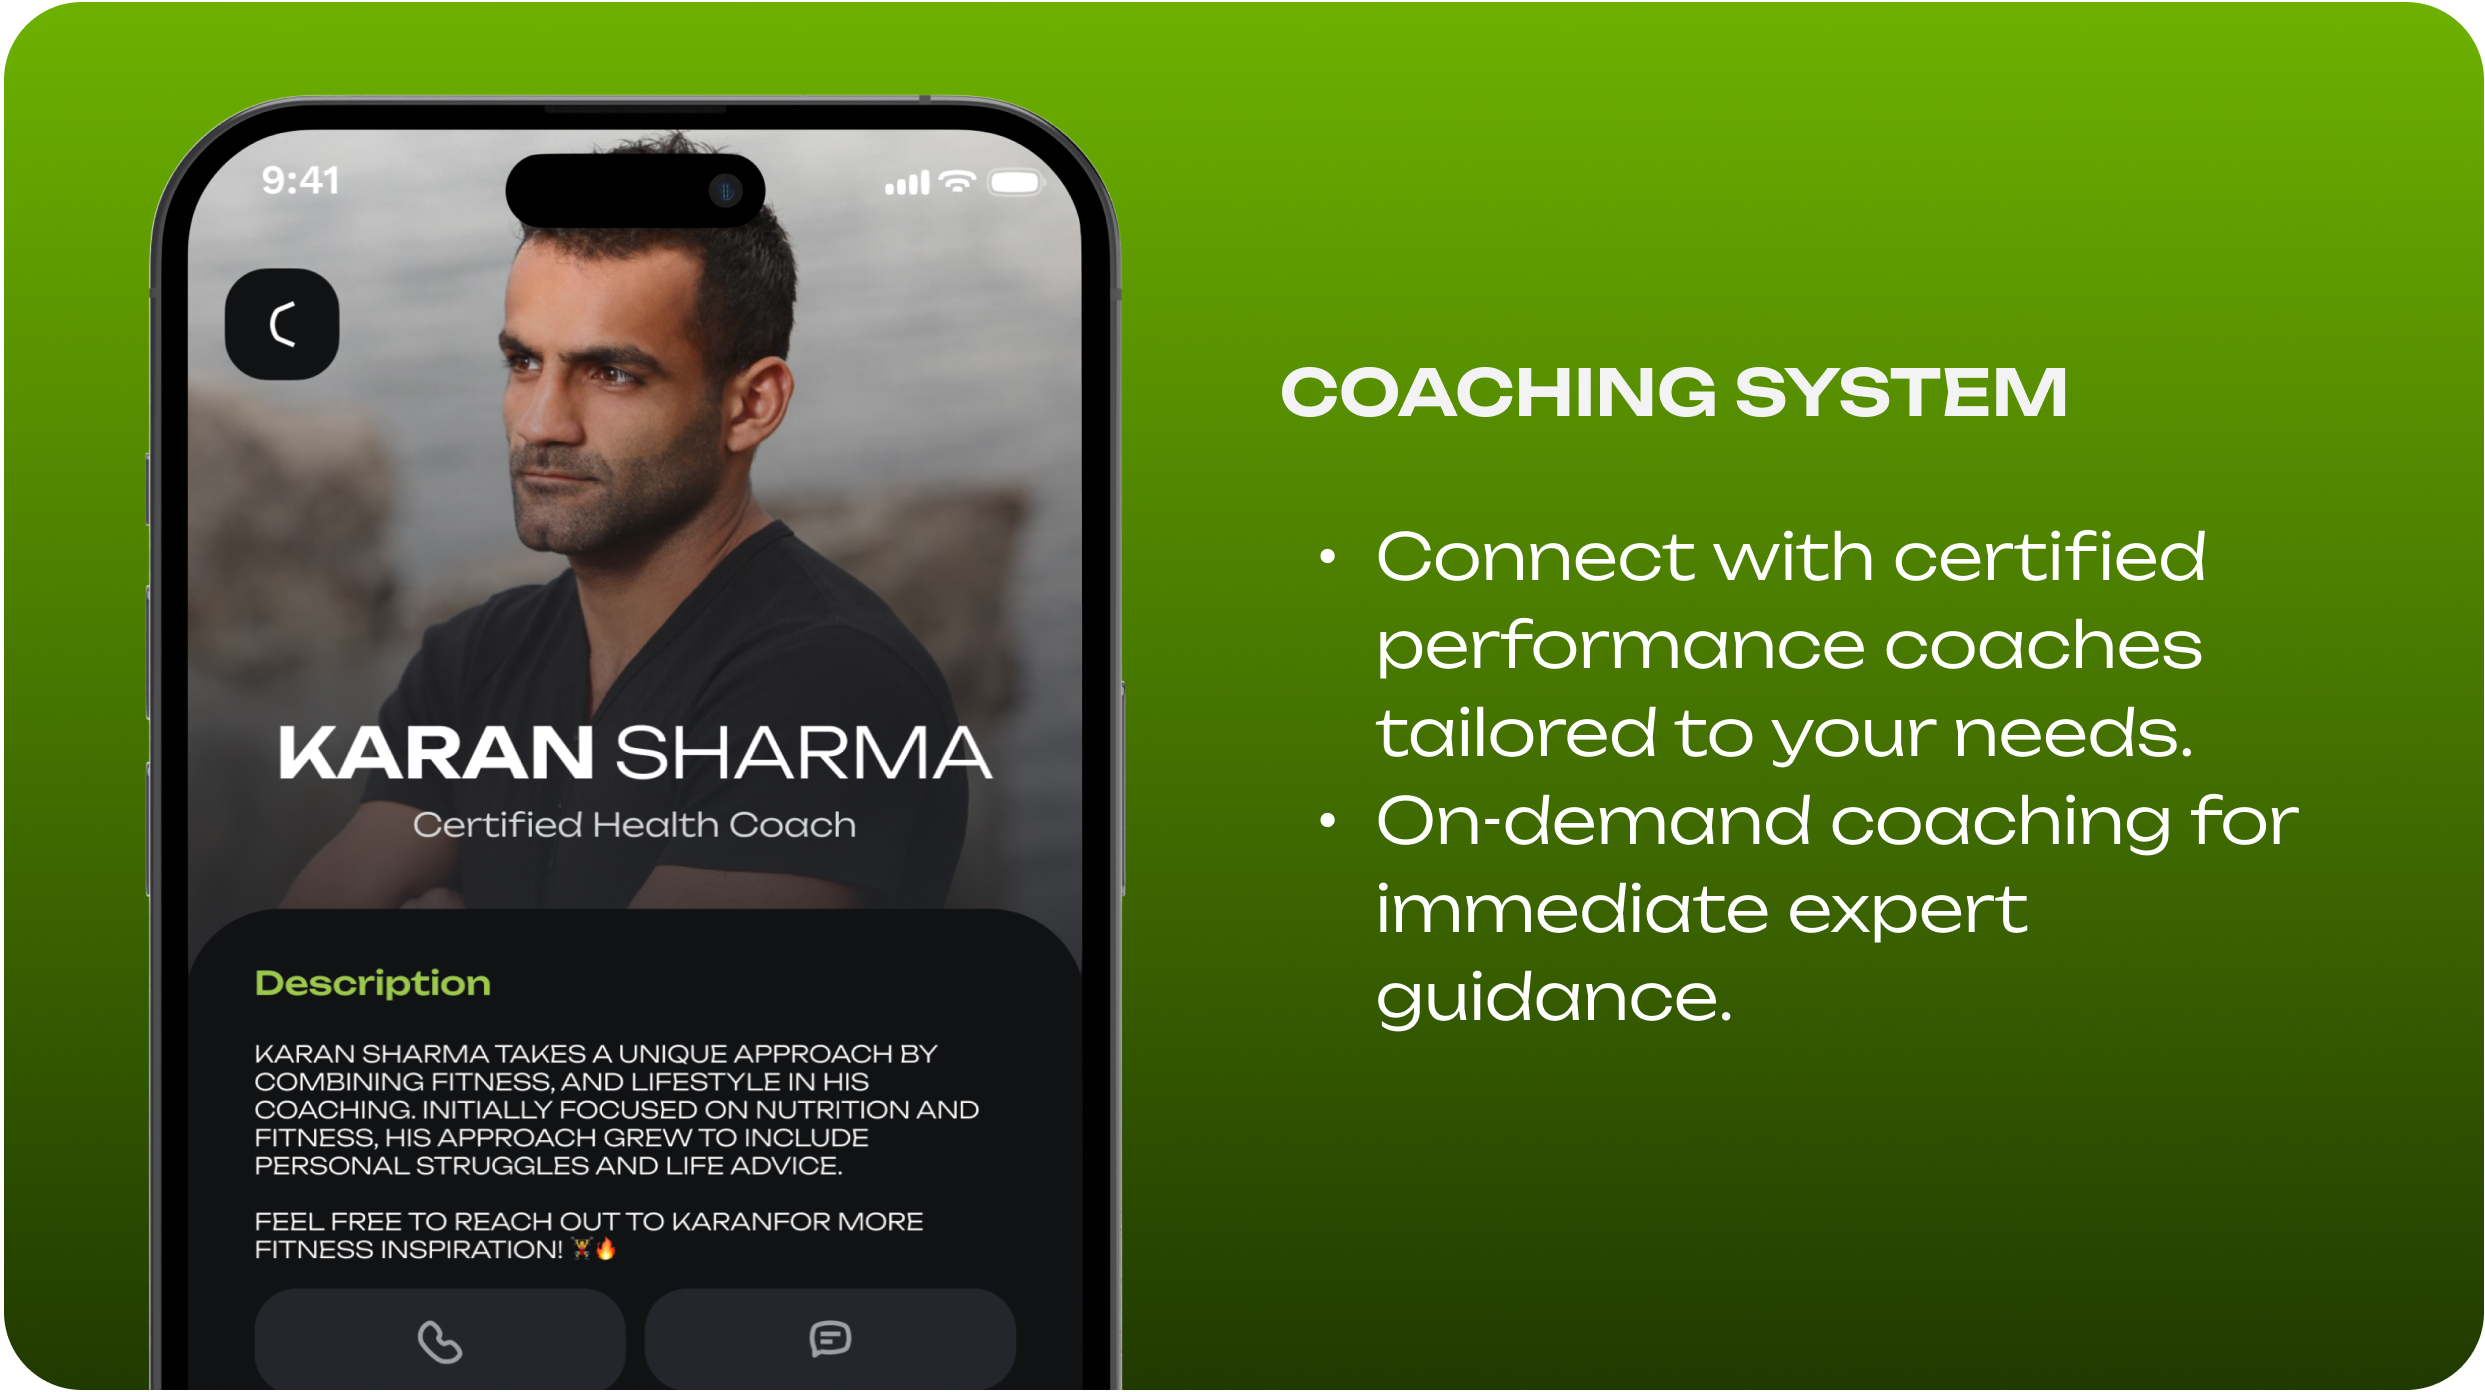 9:41
KARAN SHARMA
Certified Health Coach
Description
KARAN SHARMA TAKES A UNIQUE APPROACH BY
COMBINING FITNESS, AND LIFESTYLE IN HIS
COACHING. INITIALLY FOCUSED ON NUTRITION AND
FITNESS, HIS APPROACH GREW TO INCLUDE
PERSONAL STRUGGLES AND LIFE ADVICE.
FEEL FREE TO REACH OUT TO KARANFOR MORE
FITNESS INSPIRATION! 🏋️🔥
COACHING SYSTEM
• Connect with certified
performance coaches
tailored to your needs.
• On-demand coaching for
immediate expert
guidance.